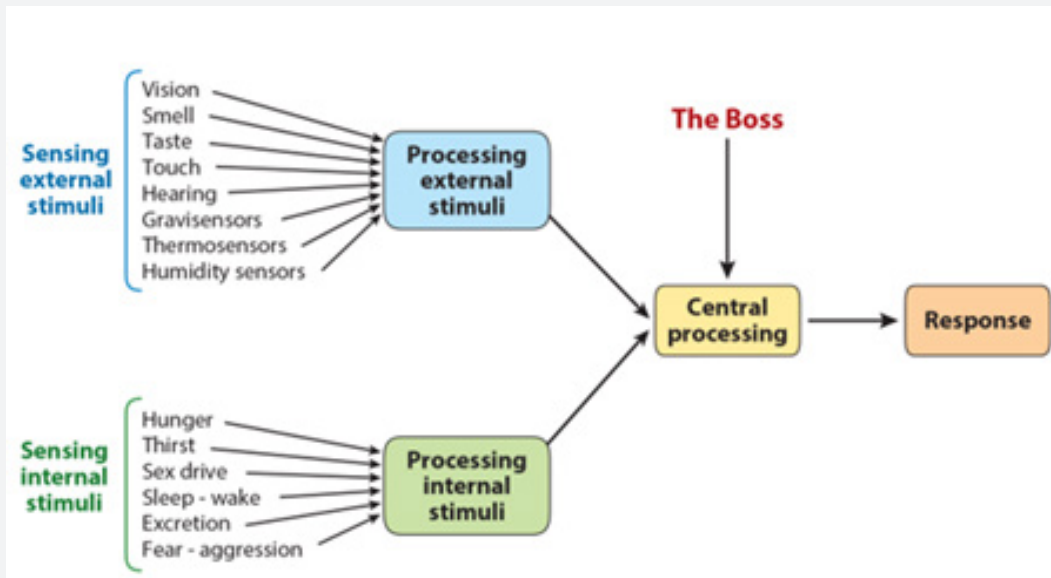 Sensing
external
stimuli
Vision
Smell
Taste
Touch
Hearing
Gravisensors
Thermosensors
Humidity sensors
Processing
external
stimuli
The Boss
Central
processing
Response
Sensing
internal
stimuli
Hunger
Thirst
Sex drive
Sleep - wake
Excretion
Fear - aggression
Processing
internal
stimuli